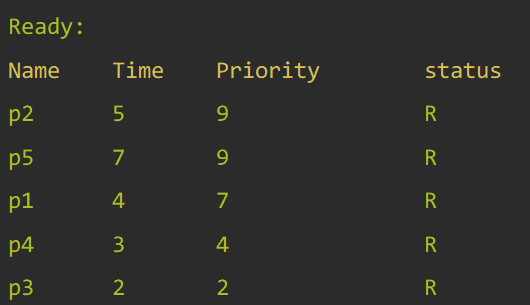 Ready:
Name Time Priority status
p2 5 9 R
p5 7 9 R
p1 4 7 R
p4 3 4 R
p3 2 2 R